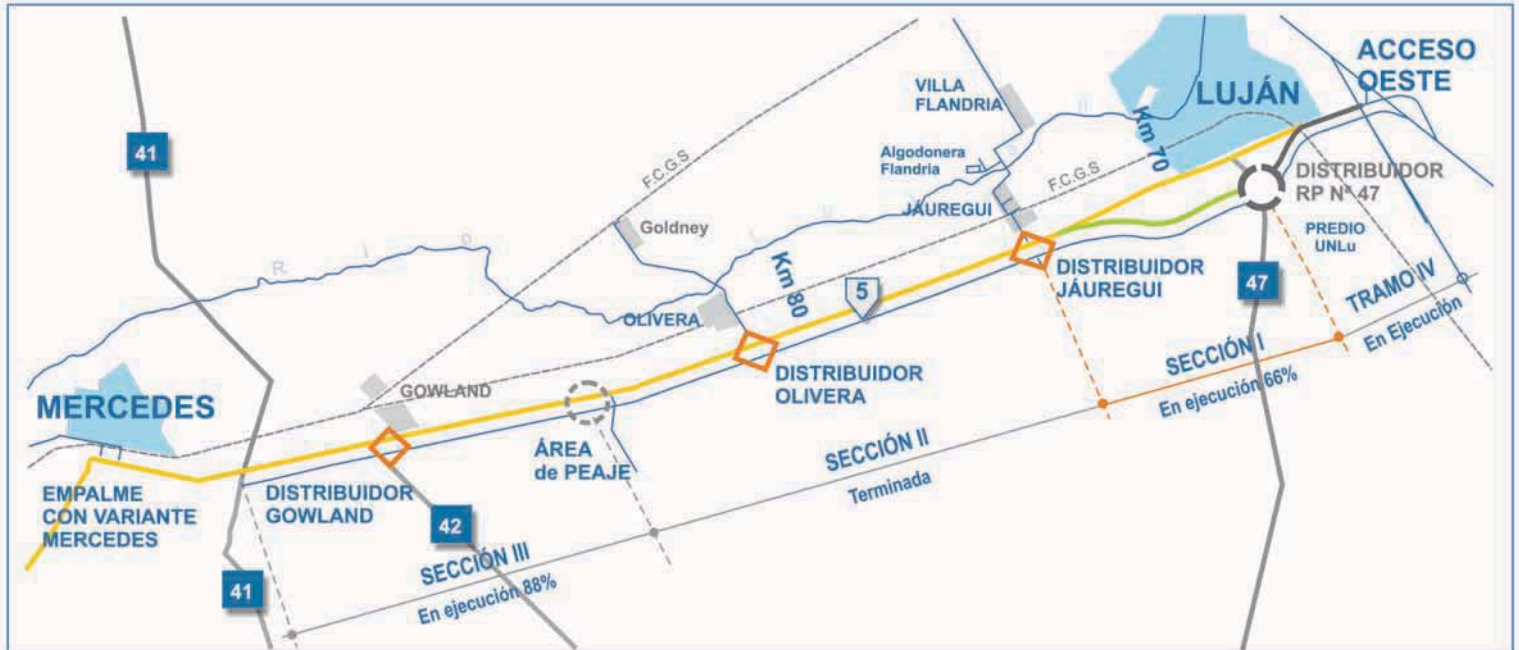 41
F.C.G.S
Goldney
R í o
L u j á n
VILLA
FLANDRIA
Algodonera
Flandria
JÁUREGUI
F.C.G.S
Km 70
LUJÁN
ACCESO
OESTE
DISTRIBUIDOR
RP Nº 47
PREDIO
UNLu
47
TRAMO IV
En Ejecución
DISTRIBUIDOR
JÁUREGUI
SECCIÓN I
En ejecución 66%
5
Km 80
OLIVERA
DISTRIBUIDOR
OLIVERA
SECCIÓN II
Terminada
GOWLAND
ÁREA
de PEAJE
MERCEDES
EMPALME
CON VARIANTE
MERCEDES
DISTRIBUIDOR
GOWLAND
42
41
SECCIÓN III
En ejecución 88%